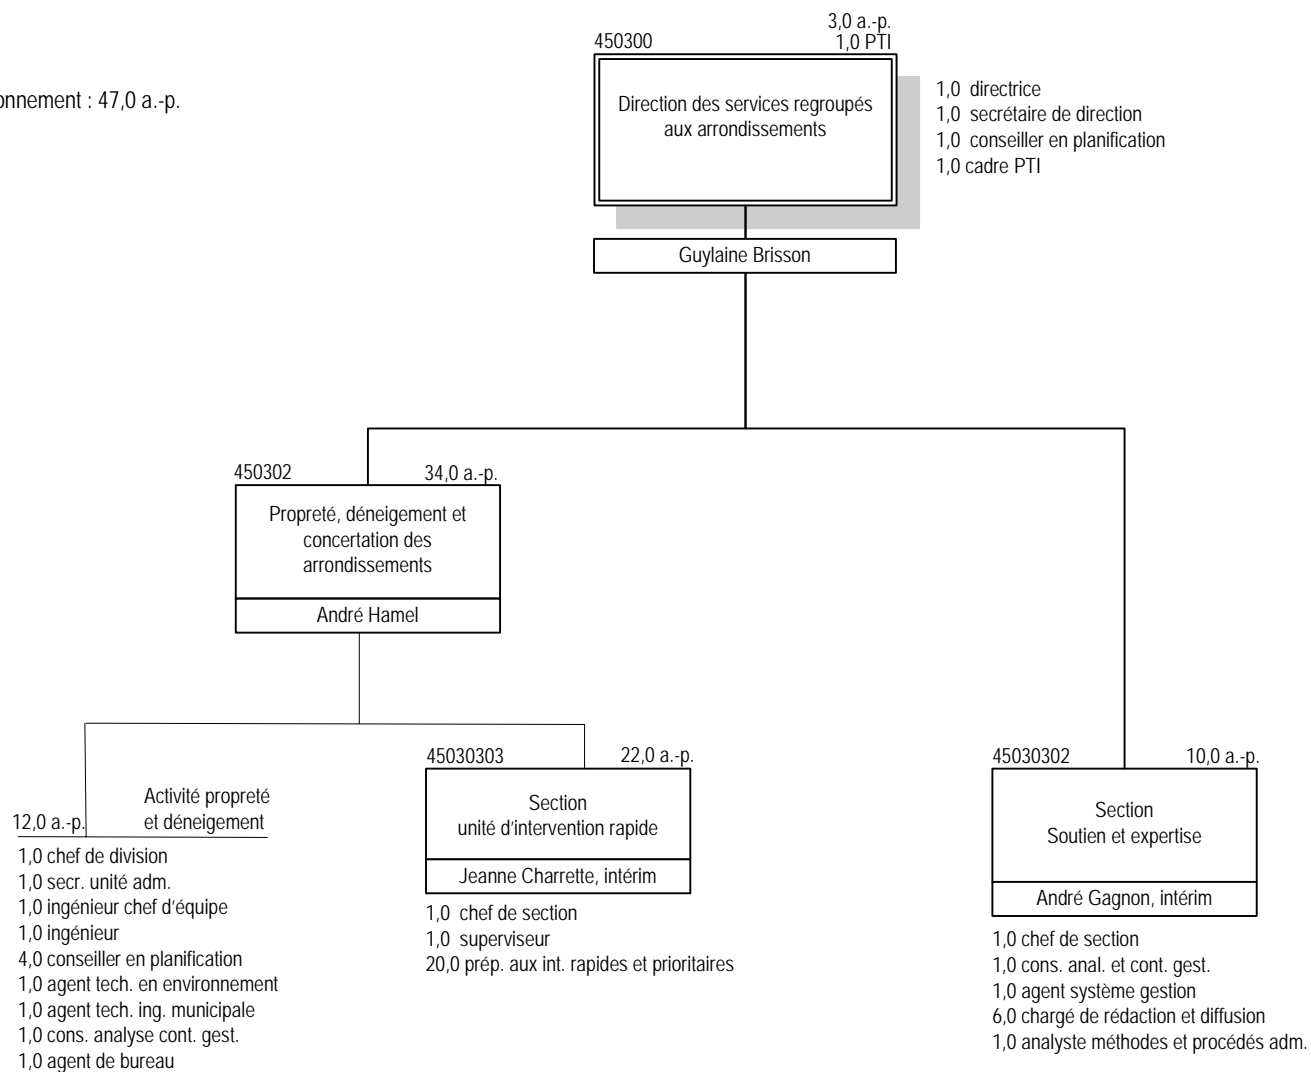 3,0 a.-p.
450300
1,0 PTI
onnement : 47,0 a.-p.
Direction des services regroupés
aux arrondissements
1,0 directrice
1,0 secrétaire de direction
1,0 conseiller en planification
1,0 cadre PTI
Guylaine Brisson
450302
34,0 a.-p.
Propreté, déneigement et
concertation des
arrondissements
André Hamel
12,0 a.-p.
Activité propreté
et déneigement
1,0 chef de division
1,0 secr. unité adm.
1,0 ingénieur chef d'équipe
1,0 ingénieur
4,0 conseiller en planification
1,0 agent tech. en environnement
1,0 agent tech. ing. municipale
1,0 cons. analyse cont. gest.
1,0 agent de bureau
45030303
22,0 a.-p.
Section
unité d'intervention rapide
Jeanne Charrette, intérim
1,0 chef de section
1,0 superviseur
20,0 prép. aux int. rapides et prioritaires
45030302
10,0 a.-p.
Section
Soutien et expertise
André Gagnon, intérim
1,0 chef de section
1,0 cons. anal. et cont. gest.
1,0 agent système gestion
6,0 chargé de rédaction et diffusion
1,0 analyste méthodes et procédés adm.